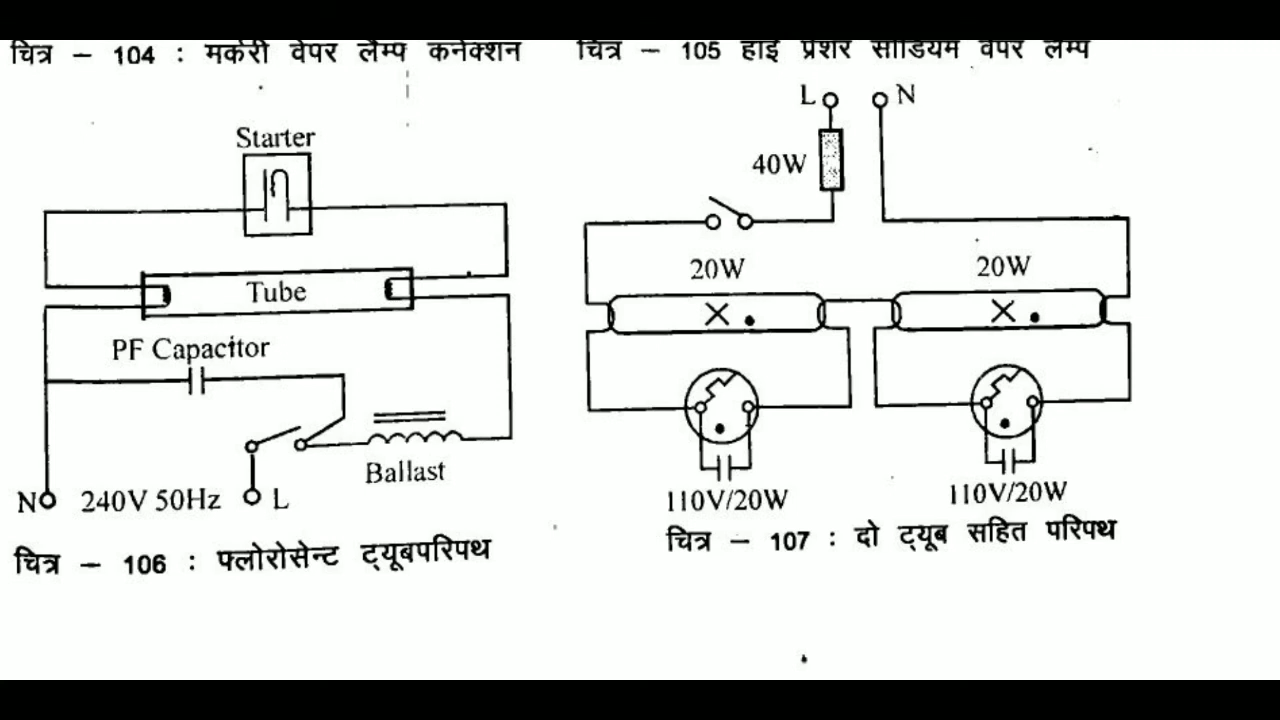 चित्र – 104 : मर्करी वेपर लैम्प कनेक्शन
चित्र – 105 हाई प्रेशर सोडियम वेपर लैम्प
Starter
Tube
PF Capacitor
Ballast
N 240V 50Hz L
चित्र – 106 : फ्लोरोसेन्ट ट्यूबपरिपथ
L N
40W
20W 20W
110V/20W 110V/20W
चित्र – 107 : दो ट्यूब सहित परिपथ